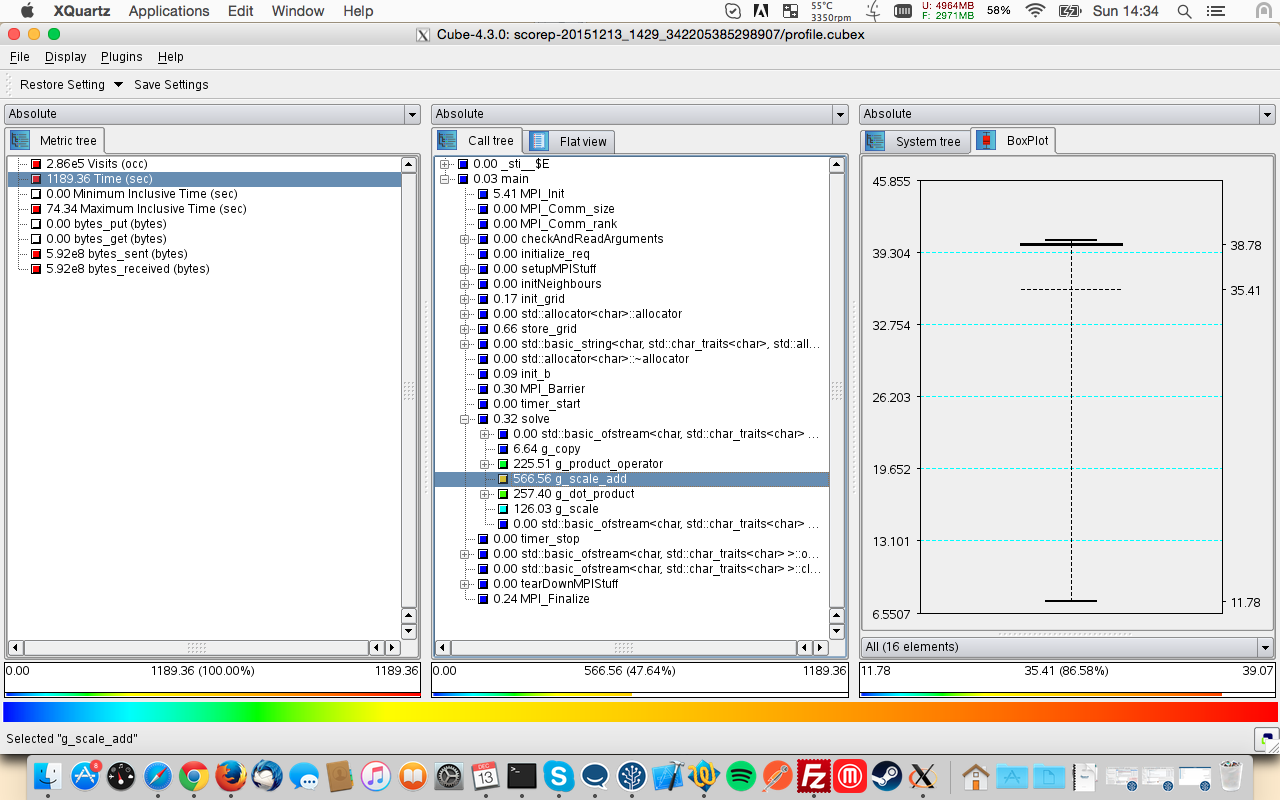 XQuartz Applications Edit Window Help 55°C 3350rpm U: 4964MB F: 2971MB 58% Sun 14:34
Cube-4.3.0: scorep-20151213_1429_342205385298907/profile.cubex
File Display Plugins Help
Restore Setting Save Settings
Absolute
Metric tree
2.86e5 Visits (occ)
1189.36 Time (sec)
0.00 Minimum Inclusive Time (sec)
74.34 Maximum Inclusive Time (sec)
0.00 bytes_put (bytes)
0.00 bytes_get (bytes)
5.92e8 bytes_sent (bytes)
5.92e8 bytes_received (bytes)
0.00 1189.36 (100.00%) 1189.36
Absolute
Call tree Flat view
0.00 _sti__$E
0.03 main
5.41 MPI_Init
0.00 MPI_Comm_size
0.00 MPI_Comm_rank
0.00 checkAndReadArguments
0.00 initialize_req
0.00 setupMPIStuff
0.00 initNeighbours
0.17 init_grid
0.00 std::allocator<char>::allocator
0.66 store_grid
0.00 std::basic_string<char, std::char_traits<char>, std::all...
0.00 std::allocator<char>::~allocator
0.09 init_b
0.30 MPI_Barrier
0.00 timer_start
0.32 solve
0.00 std::basic_ofstream<char, std::char_traits<char> ...
6.64 g_copy
225.51 g_product_operator
566.56 g_scale_add
257.40 g_dot_product
126.03 g_scale
0.00 std::basic_ofstream<char, std::char_traits<char> ...
0.00 timer_stop
0.00 std::basic_ofstream<char, std::char_traits<char> >::o...
0.00 std::basic_ofstream<char, std::char_traits<char> >::cl...
0.00 tearDownMPIStuff
0.24 MPI_Finalize
0.00 566.56 (47.64%) 1189.36
Absolute
System tree BoxPlot
45.855
38.78
39.304
35.41
32.754
26.203
19.652
13.101
11.78
6.5507
All (16 elements)
11.78 35.41 (86.58%) 39.07
Selected "g_scale_add"
8
DEC
13